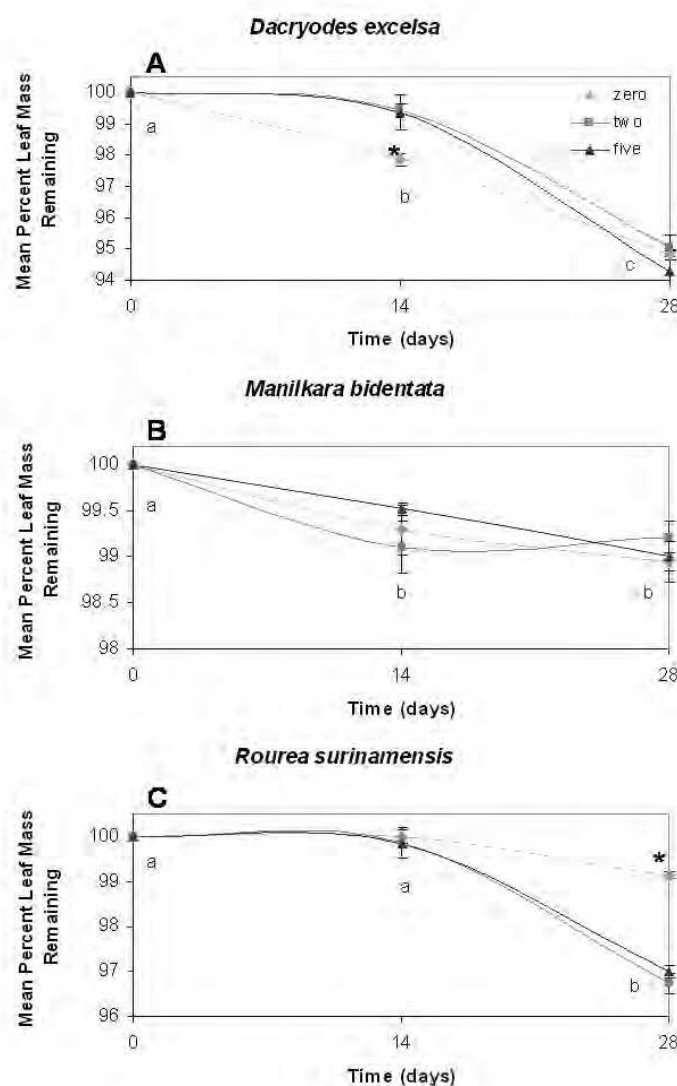 Dacryodes excelsa
A
Mean Percent Leaf Mass
Remaining
100
99
98
97
96
95
94
a
*
b
c
zero
two
five
0
14
28
Time (days)
Manilkara bidentata
B
Mean Percent Leaf Mass
Remaining
100
99.5
99
98.5
98
a
b
b
0
14
28
Time (days)
Rourea surinamensis
C
Mean Percent Leaf Mass
Remaining
100
99
98
97
96
a
a
*
b
0
14
28
Time (days)